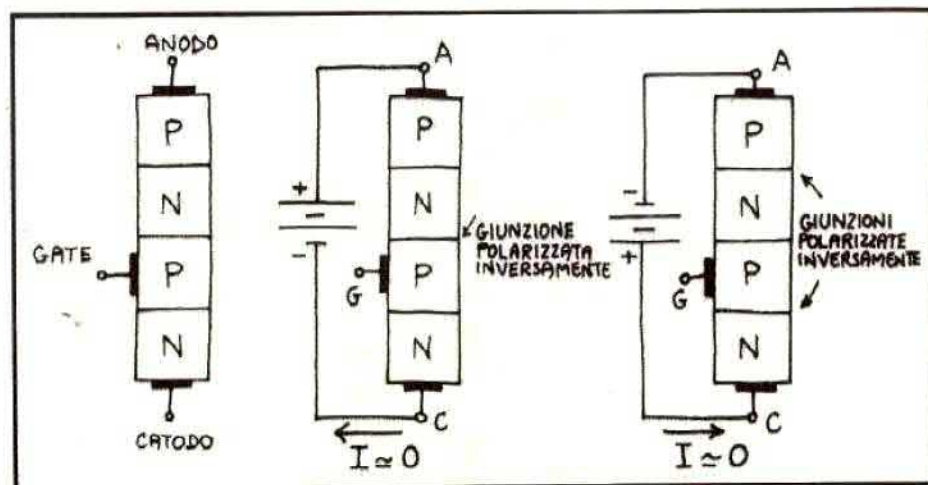 ANODO
P
N
GATE
P
N
CATODO
A
P
N
+
-
GIUNZIONE
POLARIZZATA
INVERSAMENTE
G
P
N
C
I ≃ 0
A
P
N
-
+
GIUNZIONI
POLARIZZATE
INVERSAMENTE
G
P
N
C
I ≃ 0